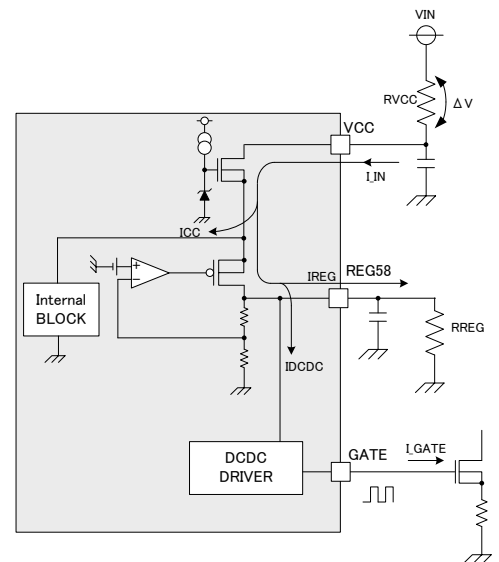 VIN
RVCC
ΔV
VCC
I_IN
ICC
+
-
IREG
REG58
Internal
BLOCK
RREG
IDCDC
DCDC
DRIVER
GATE
I_GATE